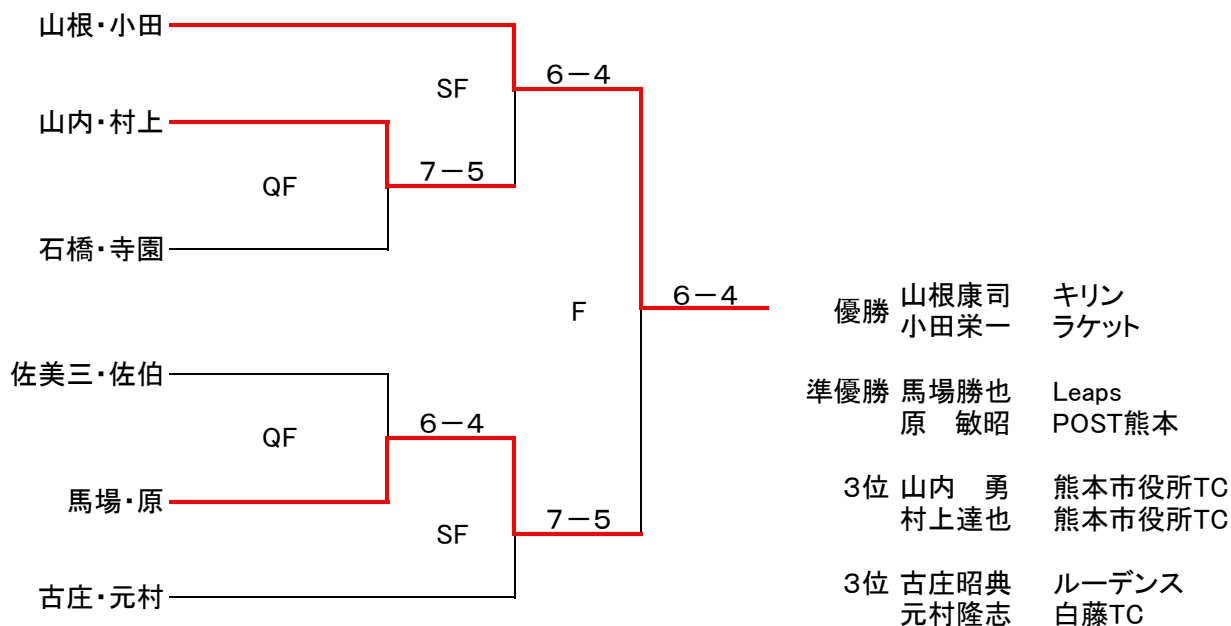 山根・小田
6－4
SF
山内・村上
7－5
QF
石橋・寺園
F
6－4
優勝 山根康司 キリン
小田栄一 ラケット
佐美三・佐伯
準優勝 馬場勝也 Leaps
原　敏昭 POST熊本
6－4
QF
馬場・原
3位 山内　勇 熊本市役所TC
村上達也 熊本市役所TC
7－5
SF
古庄・元村
3位 古庄昭典 ルーデンス
元村隆志 白藤TC